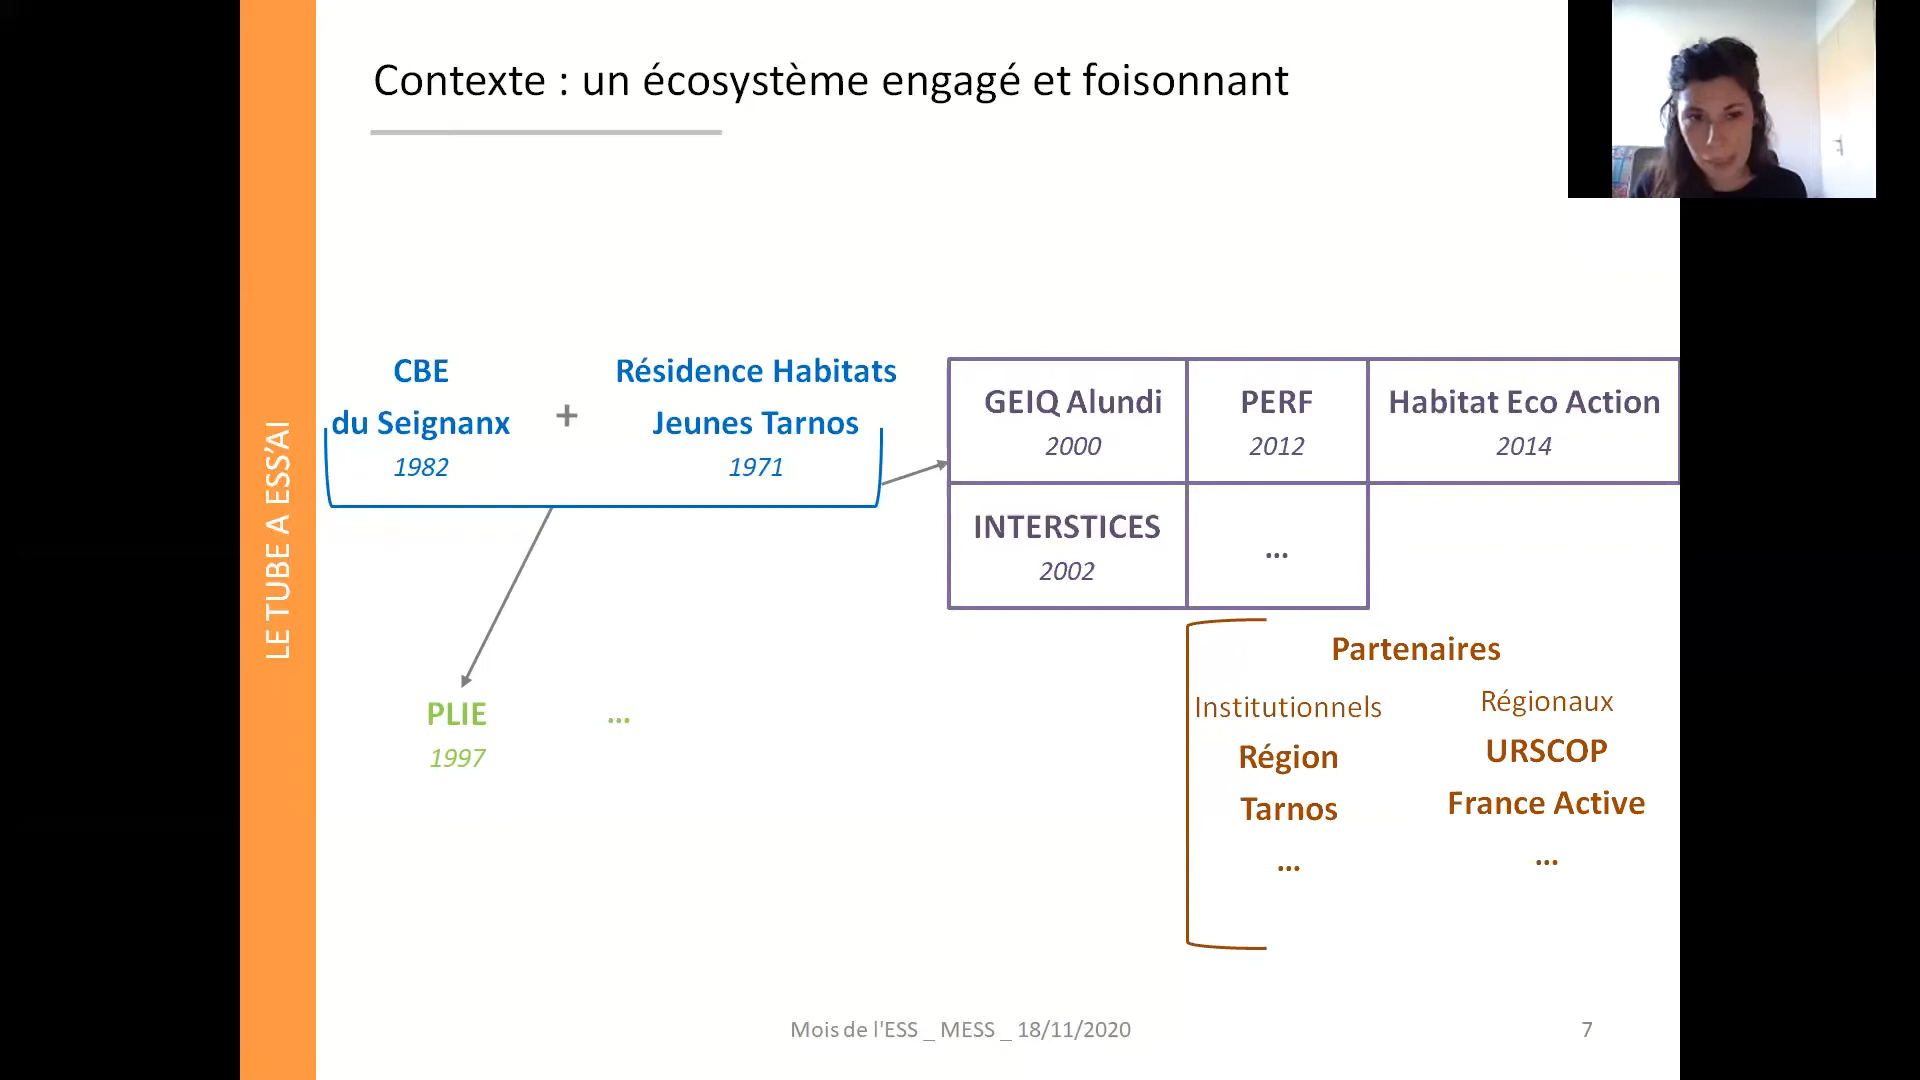 Contexte : un écosystème engagé et foisonnant
LE TUBE A ESS'AI
CBE
du Seignanx
1982
+
Résidence Habitats
Jeunes Tarnos
1971
GEIQ Alundi
2000
PERF
2012
Habitat Eco Action
2014
INTERSTICES
2002
...
PLIE
1997
...
Partenaires
Institutionnels
Région
Tarnos
...
Régionaux
URSCOP
France Active
...
Mois de l'ESS _ MESS _ 18/11/2020
7